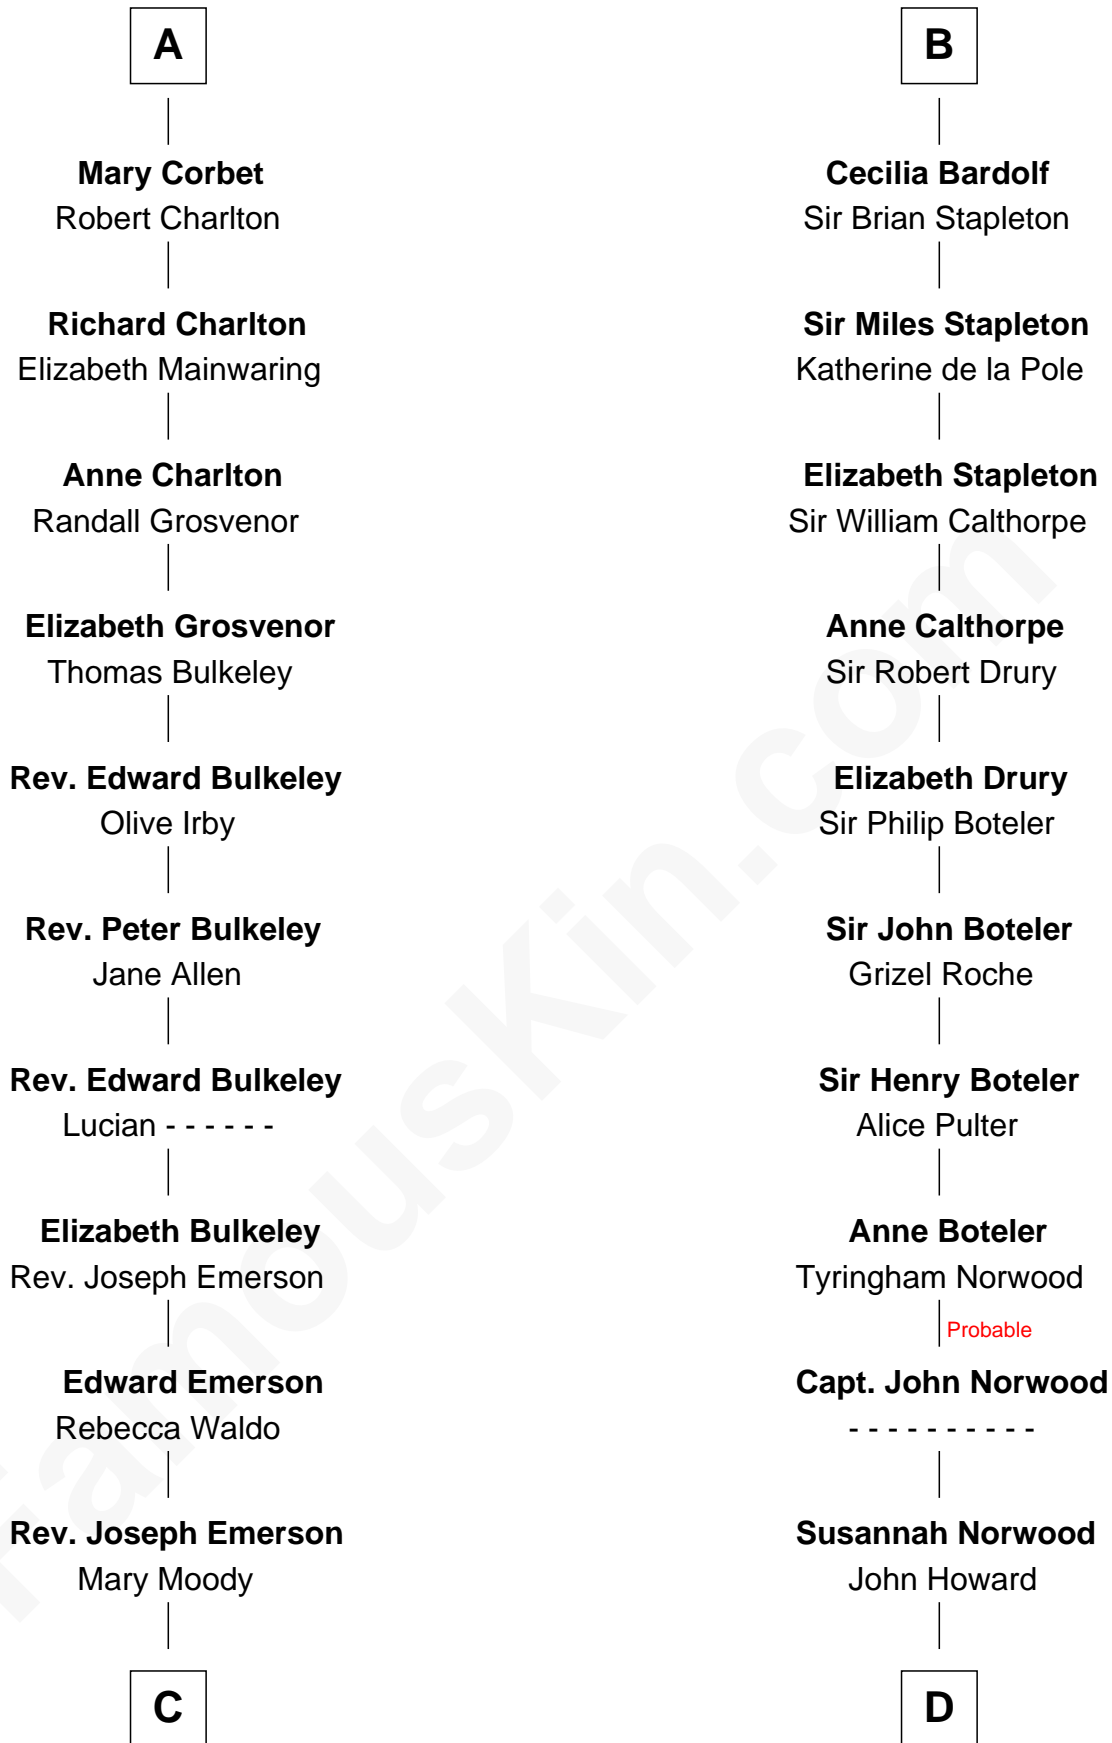 A
Mary Corbet
Robert Charlton
Richard Charlton
Elizabeth Mainwaring
Anne Charlton
Randall Grosvenor
Elizabeth Grosvenor
Thomas Bulkeley
Rev. Edward Bulkeley
Olive Irby
Rev. Peter Bulkeley
Jane Allen
Rev. Edward Bulkeley
Lucian - - - - - -
Elizabeth Bulkeley
Rev. Joseph Emerson
Edward Emerson
Rebecca Waldo
Rev. Joseph Emerson
Mary Moody
C
B
Cecilia Bardolf
Sir Brian Stapleton
Sir Miles Stapleton
Katherine de la Pole
Elizabeth Stapleton
Sir William Calthorpe
Anne Calthorpe
Sir Robert Drury
Elizabeth Drury
Sir Philip Boteler
Sir John Boteler
Grizel Roche
Sir Henry Boteler
Alice Pulter
Anne Boteler
Tyringham Norwood
Probable
Capt. John Norwood
- - - - - - - - - -
Susannah Norwood
John Howard
D
FamousKin.com